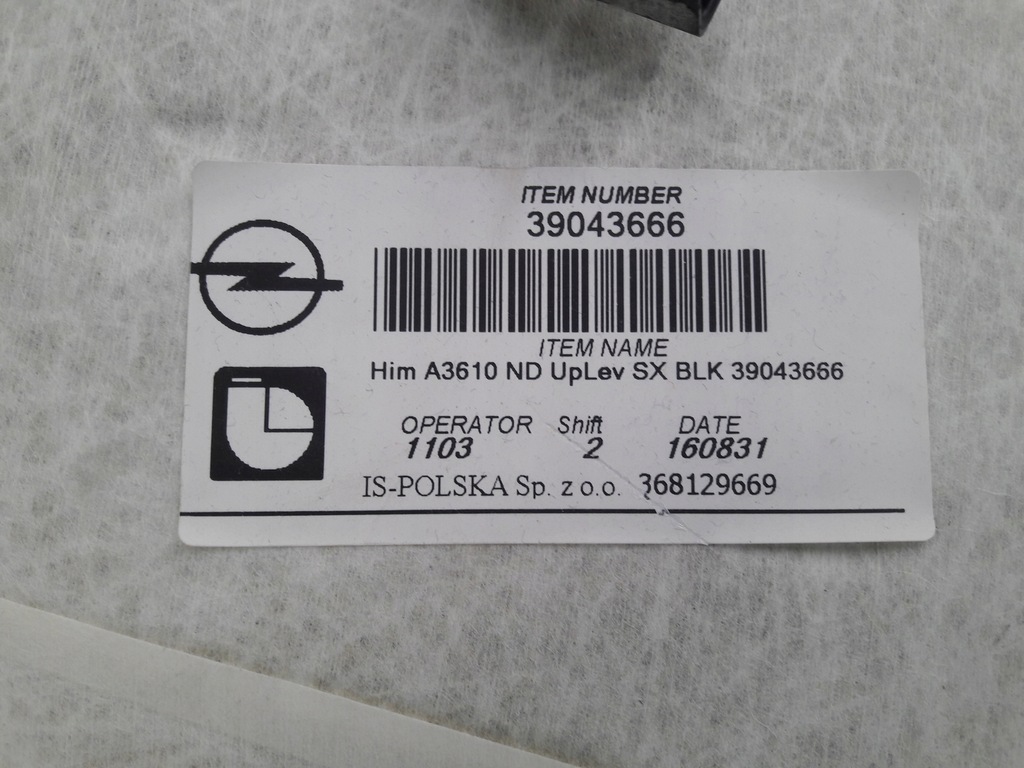 ITEM NUMBER
39043666
ITEM NAME
Him A3610 ND UpLev SX BLK 39043666
OPERATOR Shift DATE
1103 2 160831
IS-POLSKA Sp. z o.o. 368129669